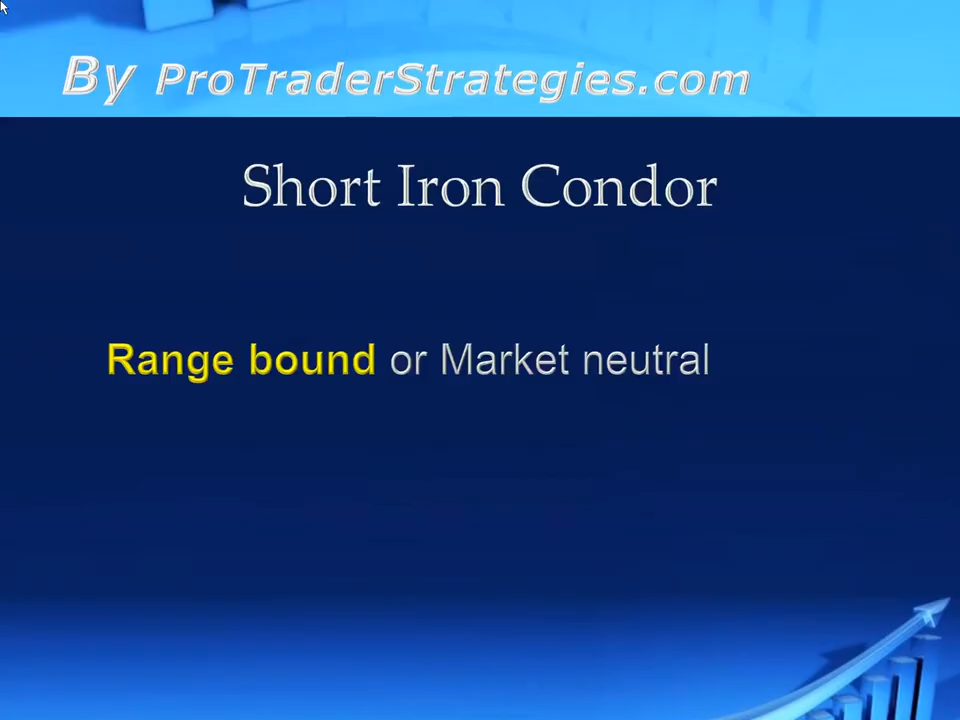 By ProTraderStrategies.com
Short Iron Condor
Range bound or Market neutral